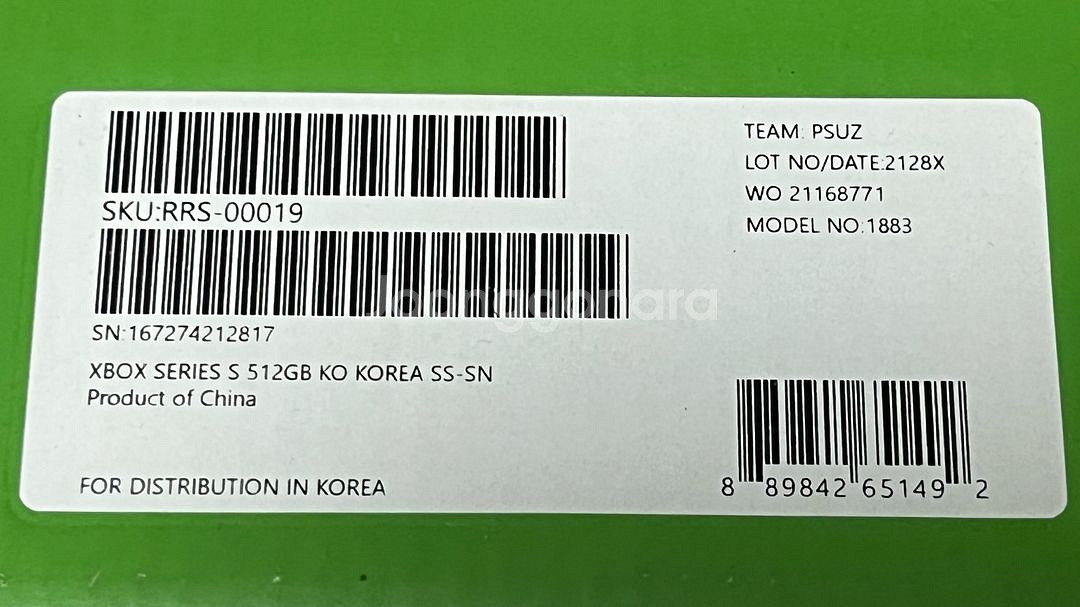 SKU:RRS-00019
SN:167274212817
XBOX SERIES S 512GB KO KOREA SS-SN
Product of China
FOR DISTRIBUTION IN KOREA
TEAM: PSUZ
LOT NO/DATE:2128X
WO 21168771
MODEL NO:1883
8 89842 65149 2
Joonggonara